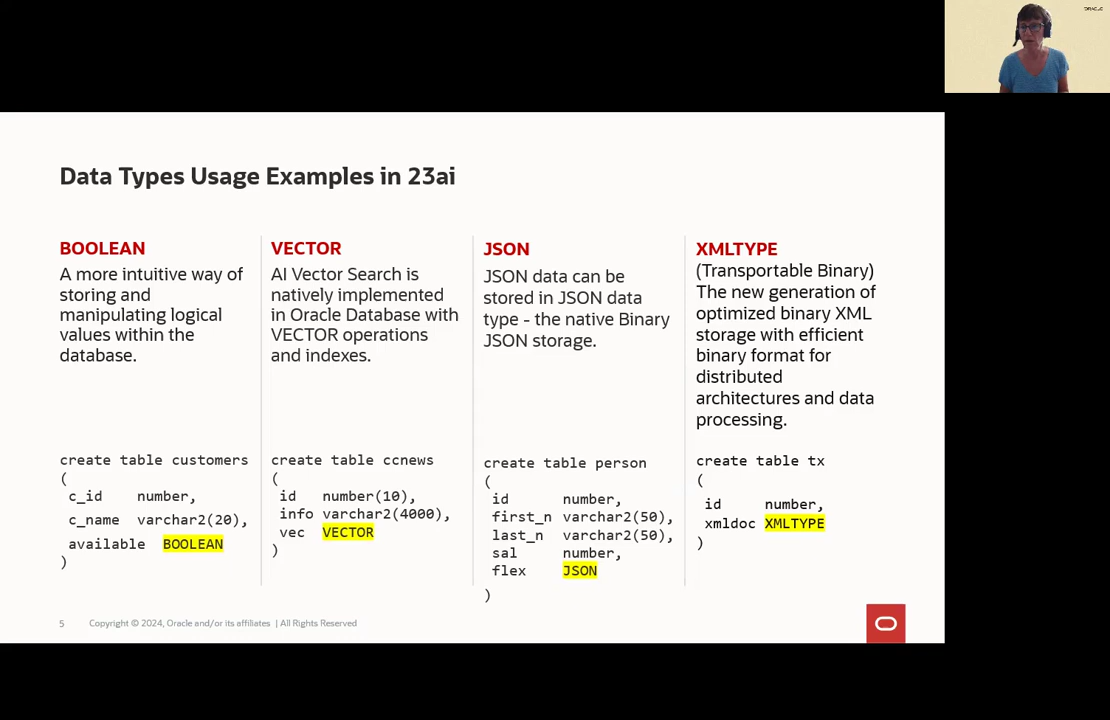 ORACLE
Data Types Usage Examples in 23ai
BOOLEAN
A more intuitive way of
storing and
manipulating logical
values within the
database.
create table customers
(
c_id number,
c_name varchar2(20),
available BOOLEAN
)
VECTOR
AI Vector Search is
natively implemented
in Oracle Database with
VECTOR operations
and indexes.
create table ccnews
(
id number(10),
info varchar2(4000),
vec VECTOR
)
JSON
JSON data can be
stored in JSON data
type - the native Binary
JSON storage.
create table person
(
id number,
first_n varchar2(50),
last_n varchar2(50),
sal number,
flex JSON
)
XMLTYPE
(Transportable Binary)
The new generation of
optimized binary XML
storage with efficient
binary format for
distributed
architectures and data
processing.
create table tx
(
id number,
xmldoc XMLTYPE
)
5 Copyright © 2024, Oracle and/or its affiliates | All Rights Reserved